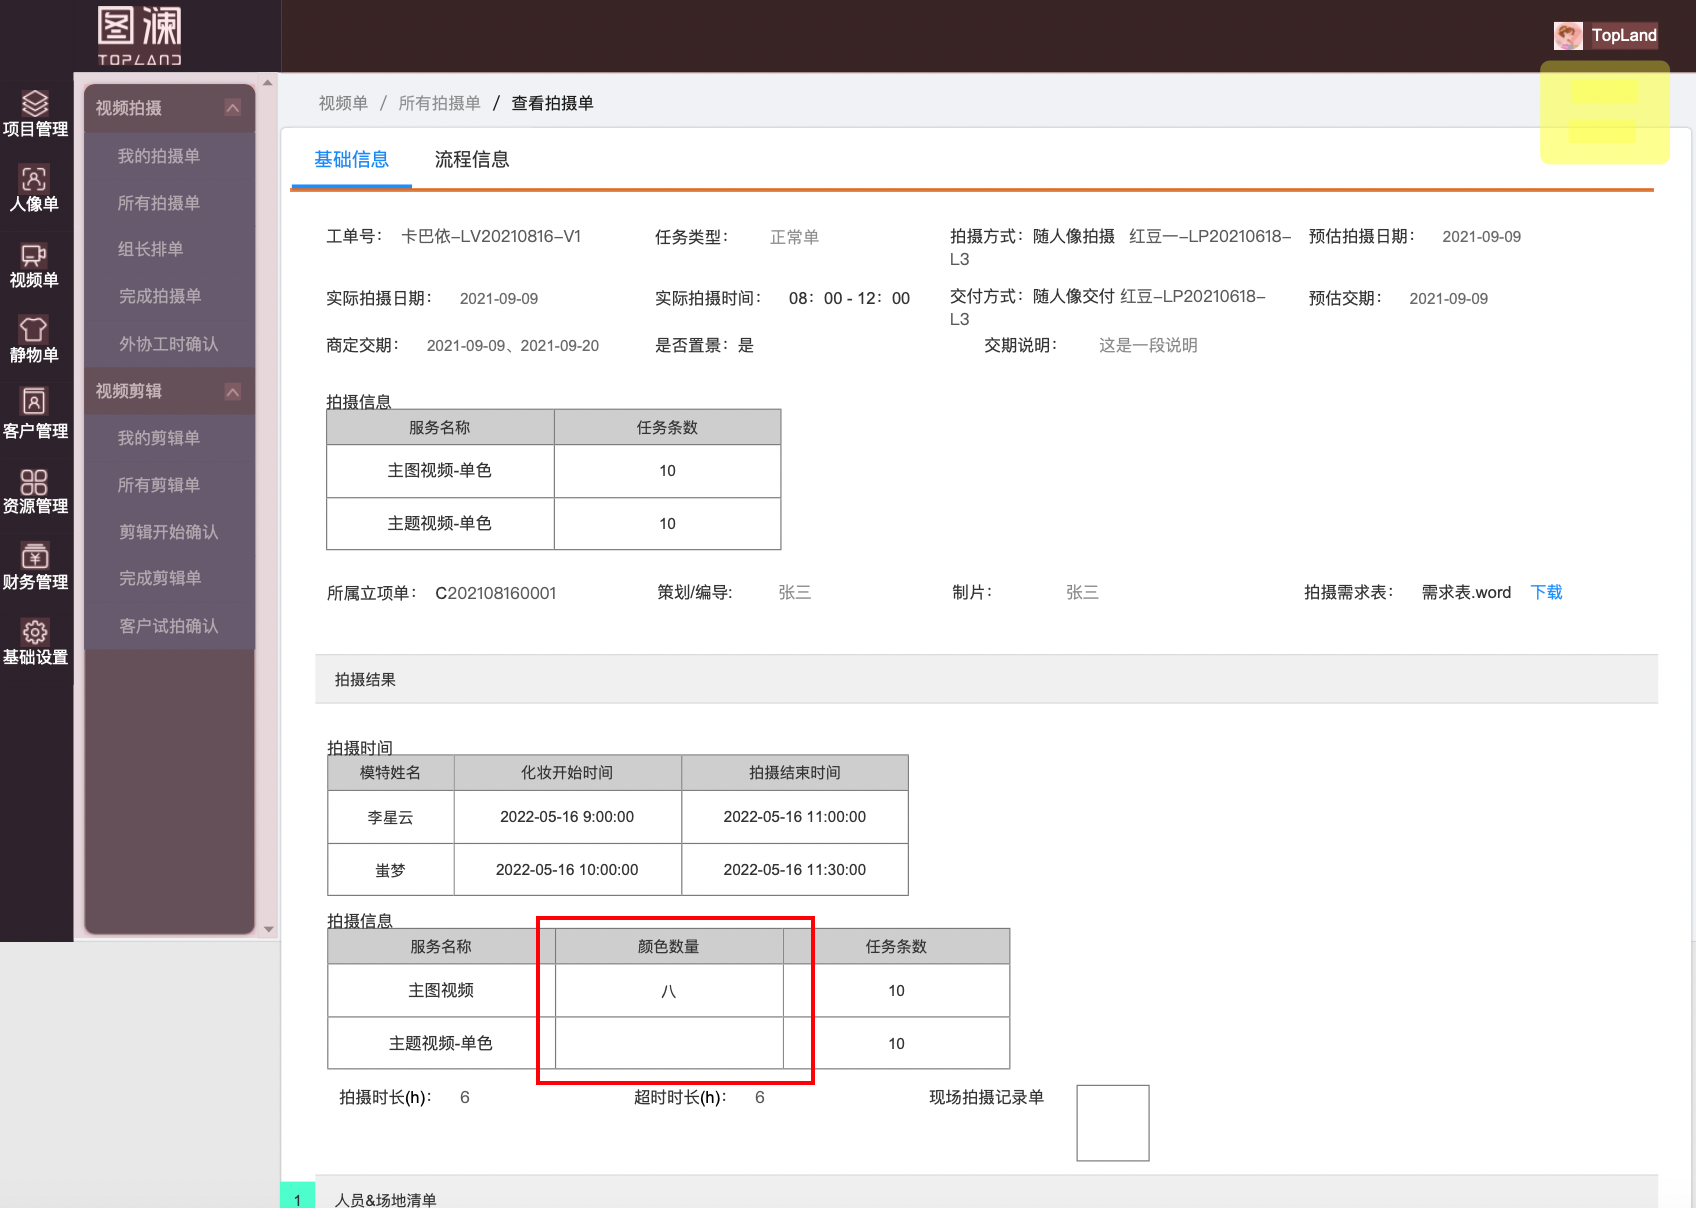 图澜
TOPLAND
TopLand
项目管理
人像单
视频单
静物单
客户管理
资源管理
财务管理
基础设置
视频拍摄
我的拍摄单
所有拍摄单
组长排单
完成拍摄单
外协工时确认
视频剪辑
我的剪辑单
所有剪辑单
剪辑开始确认
完成剪辑单
客户试拍确认
视频单 / 所有拍摄单 / 查看拍摄单
基础信息 流程信息
工单号： 卡巴依–LV20210816–V1 任务类型： 正常单 拍摄方式：随人像拍摄 红豆一–LP20210618– 预估拍摄日期： 2021-09-09
L3
实际拍摄日期： 2021-09-09 实际拍摄时间： 08：00 - 12：00 交付方式：随人像交付 红豆–LP20210618– 预估交期： 2021-09-09
L3
商定交期： 2021-09-09、2021-09-20 是否置景：是 交期说明： 这是一段说明
拍摄信息
服务名称 任务条数
主图视频-单色 10
主题视频-单色 10
所属立项单： C202108160001 策划/编导： 张三 制片： 张三 拍摄需求表： 需求表.word 下载
拍摄结果
拍摄时间
模特姓名 化妆开始时间 拍摄结束时间
李星云 2022-05-16 9:00:00 2022-05-16 11:00:00
蚩梦 2022-05-16 10:00:00 2022-05-16 11:30:00
拍摄信息
服务名称 颜色数量 任务条数
主图视频 八 10
主题视频-单色 10
拍摄时长(h)： 6 超时时长(h)： 6 现场拍摄记录单
1 人员&场地清单